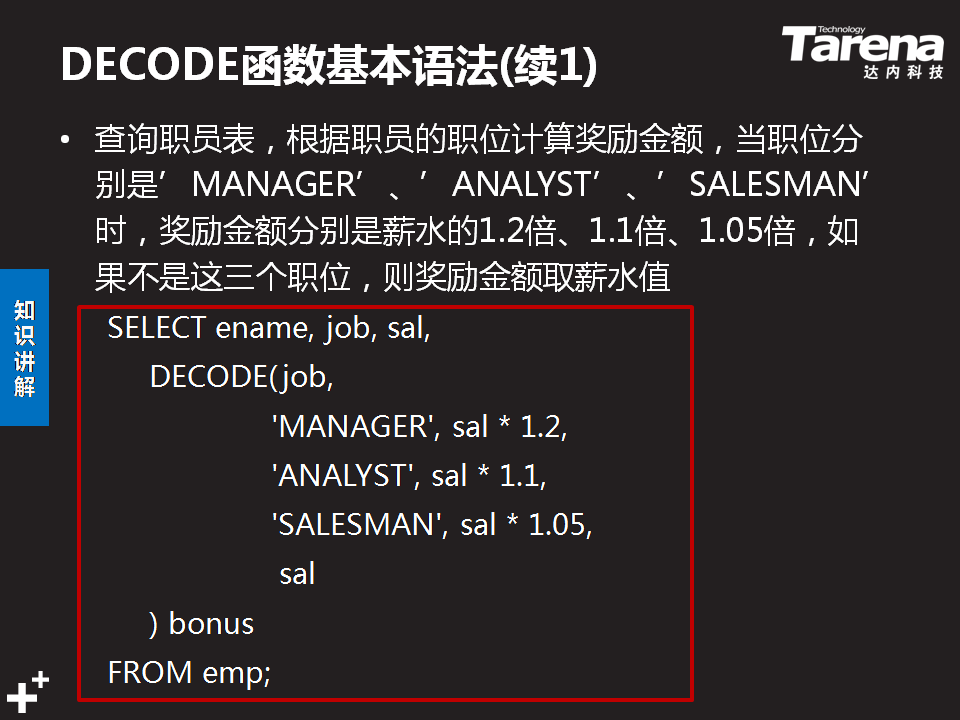 DECODE函数基本语法(续1)
Technology
Tarena
达内科技
• 查询职员表，根据职员的职位计算奖励金额，当职位分
别是’MANAGER’、’ANALYST’、’SALESMAN’
时，奖励金额分别是薪水的1.2倍、1.1倍、1.05倍，如
果不是这三个职位，则奖励金额取薪水值
知识讲解
SELECT ename, job, sal,
DECODE(job,
'MANAGER', sal * 1.2,
'ANALYST', sal * 1.1,
'SALESMAN', sal * 1.05,
sal
) bonus
FROM emp;